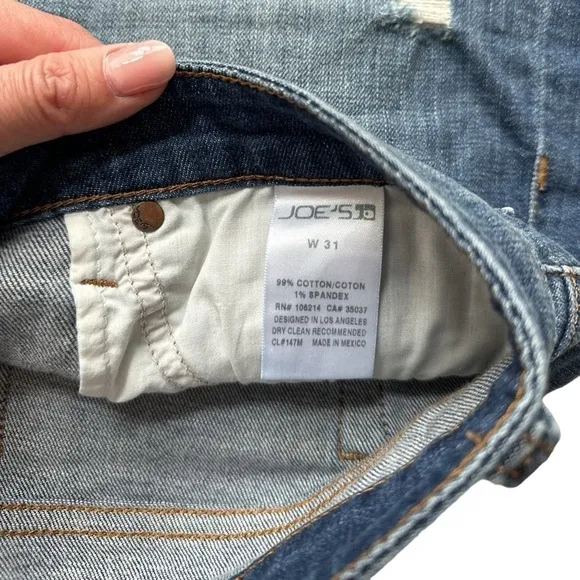 JOE'S
W 31
99% COTTON/COTON
1% SPANDEX
RN# 106214 CA# 35037
DESIGNED IN LOS ANGELES
DRY CLEAN RECOMMENDED
CL#147M MADE IN MEXICO